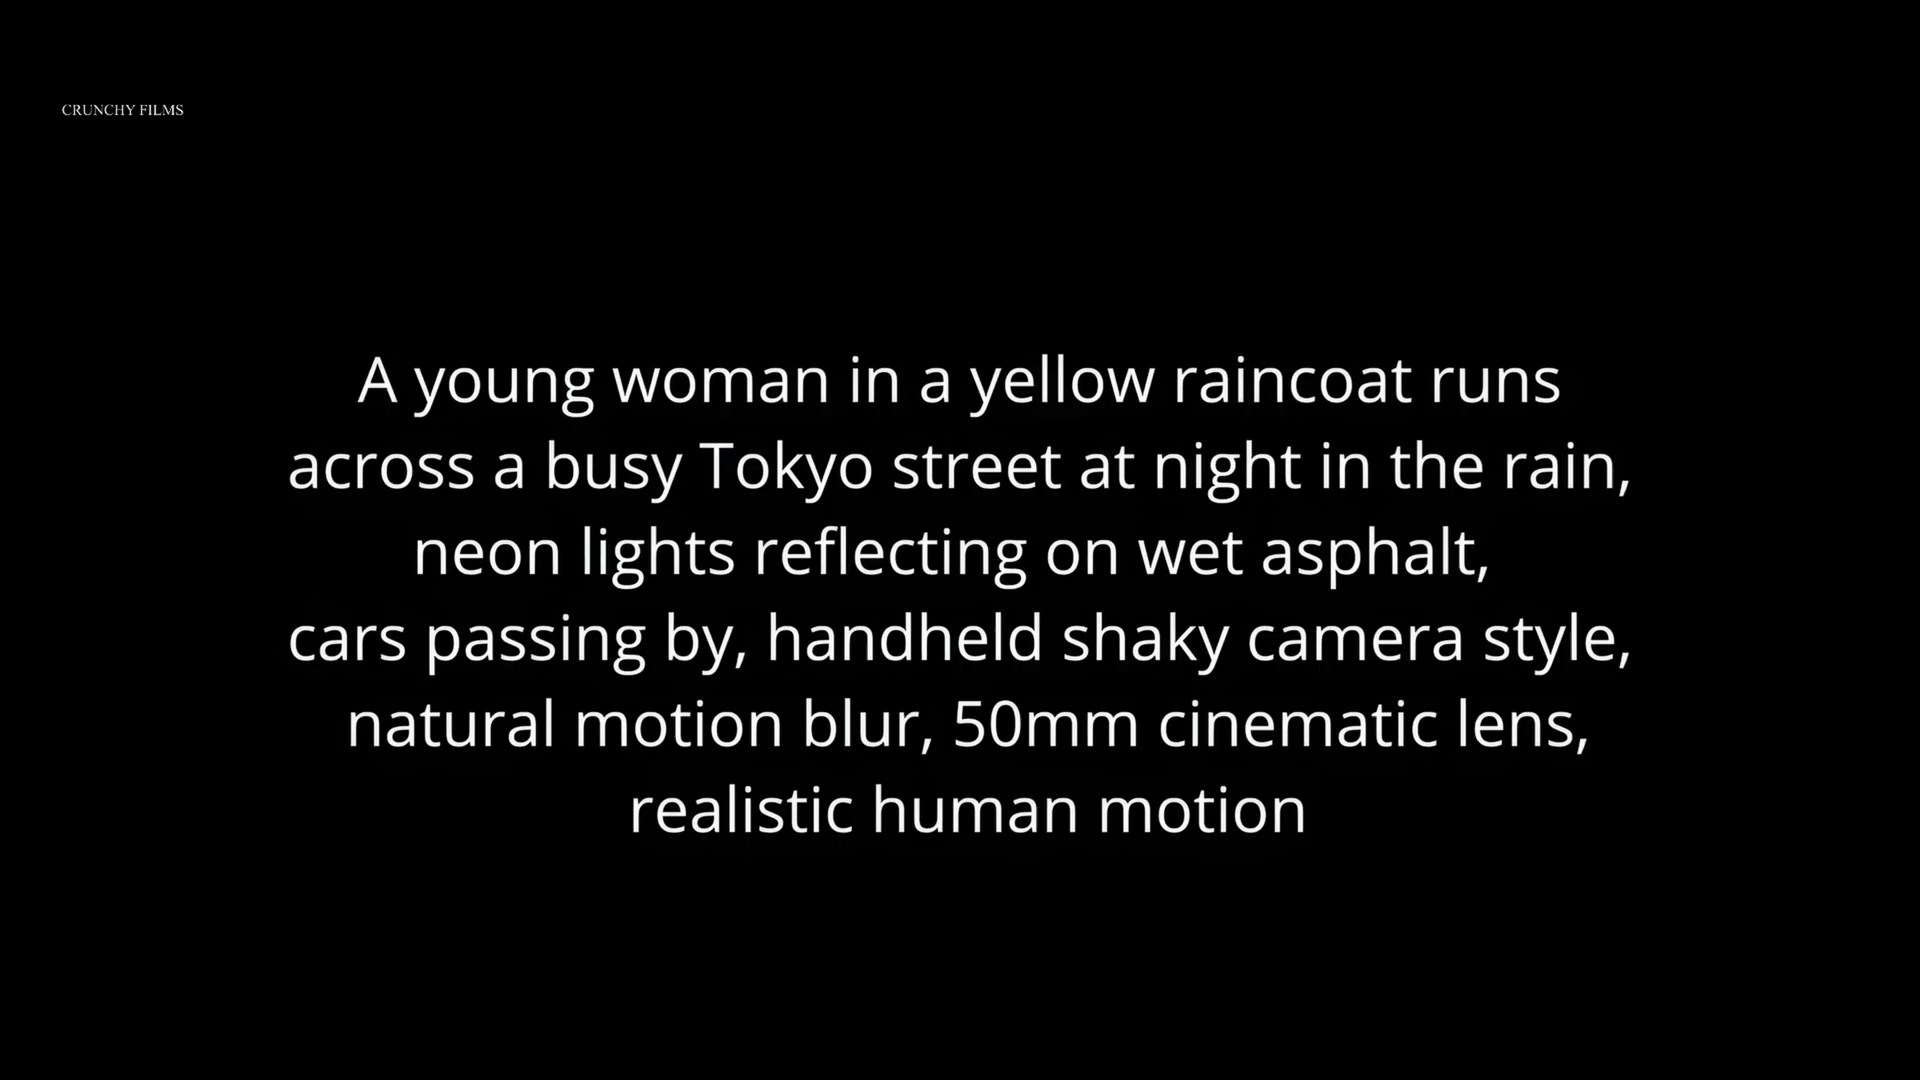 CRUNCHY FILMS
A young woman in a yellow raincoat runs
across a busy Tokyo street at night in the rain,
neon lights reflecting on wet asphalt,
cars passing by, handheld shaky camera style,
natural motion blur, 50mm cinematic lens,
realistic human motion